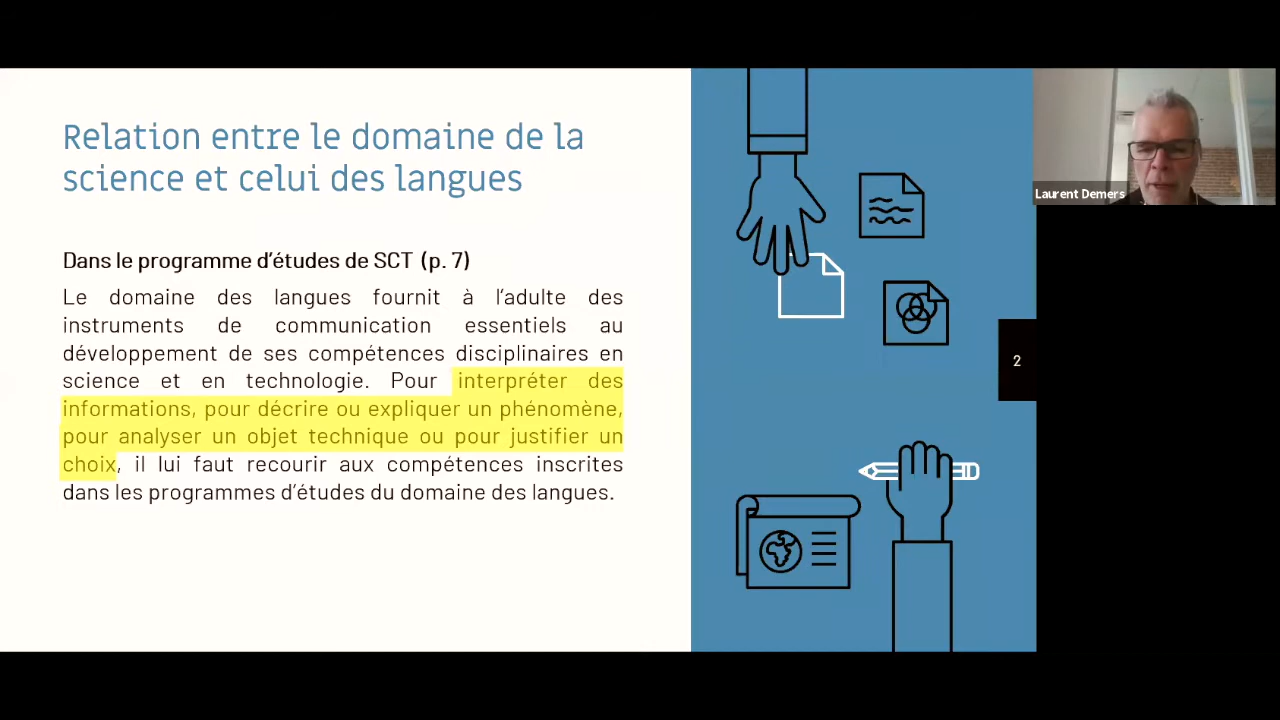 Relation entre le domaine de la
science et celui des langues
Dans le programme d'études de SCT (p. 7)
Le domaine des langues fournit à l'adulte des
instruments de communication essentiels au
développement de ses compétences disciplinaires en
science et en technologie. Pour interpréter des
informations, pour décrire ou expliquer un phénomène,
pour analyser un objet technique ou pour justifier un
choix, il lui faut recourir aux compétences inscrites
dans les programmes d'études du domaine des langues.
2
Laurent Demers